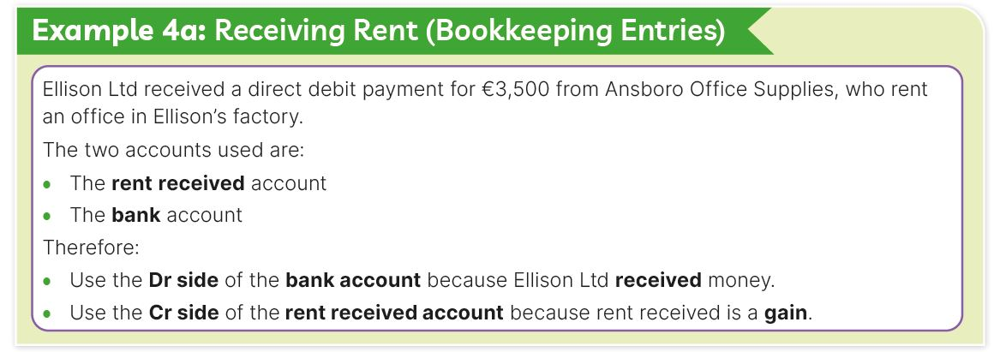 Example 4a: Receiving Rent (Bookkeeping Entries)
Ellison Ltd received a direct debit payment for €3,500 from Ansboro Office Supplies, who rent
an office in Ellison’s factory.
The two accounts used are:
• The rent received account
• The bank account
Therefore:
• Use the Dr side of the bank account because Ellison Ltd received money.
• Use the Cr side of the rent received account because rent received is a gain.